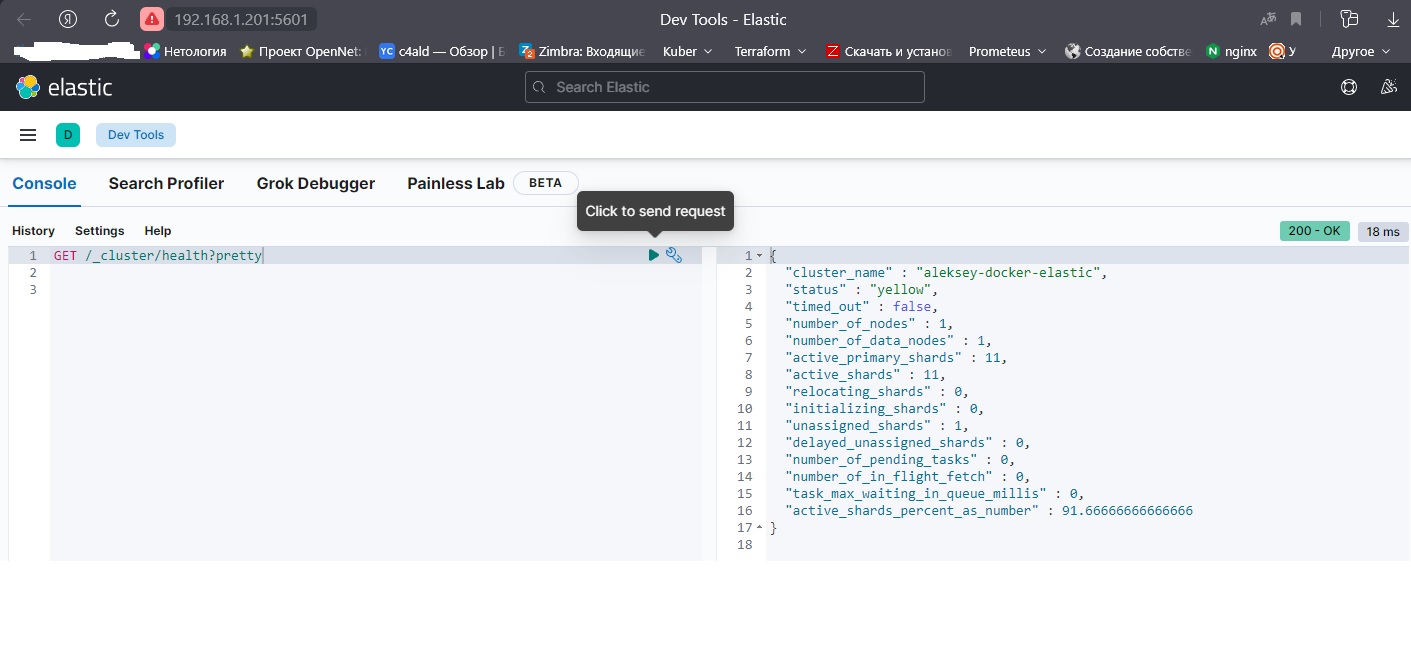 192.168.1.201:5601
Dev Tools - Elastic
Нетология
Проект OpenNet:
YC c4ald — Обзор | Б
Zimbra: Входящие
Kuber
Terraform
Z Скачать и установ
Prometeus
Создание собстве
N nginx
У
Другое
elastic
Search Elastic
D
Dev Tools
Console Search Profiler Grok Debugger Painless Lab BETA
Click to send request
History Settings Help
200 - OK 18 ms
1 GET /_cluster/health?pretty
2
3
1 {
2 "cluster_name" : "aleksey-docker-elastic",
3 "status" : "yellow",
4 "timed_out" : false,
5 "number_of_nodes" : 1,
6 "number_of_data_nodes" : 1,
7 "active_primary_shards" : 11,
8 "active_shards" : 11,
9 "relocating_shards" : 0,
10 "initializing_shards" : 0,
11 "unassigned_shards" : 1,
12 "delayed_unassigned_shards" : 0,
13 "number_of_pending_tasks" : 0,
14 "number_of_in_flight_fetch" : 0,
15 "task_max_waiting_in_queue_millis" : 0,
16 "active_shards_percent_as_number" : 91.66666666666666
17 }
18